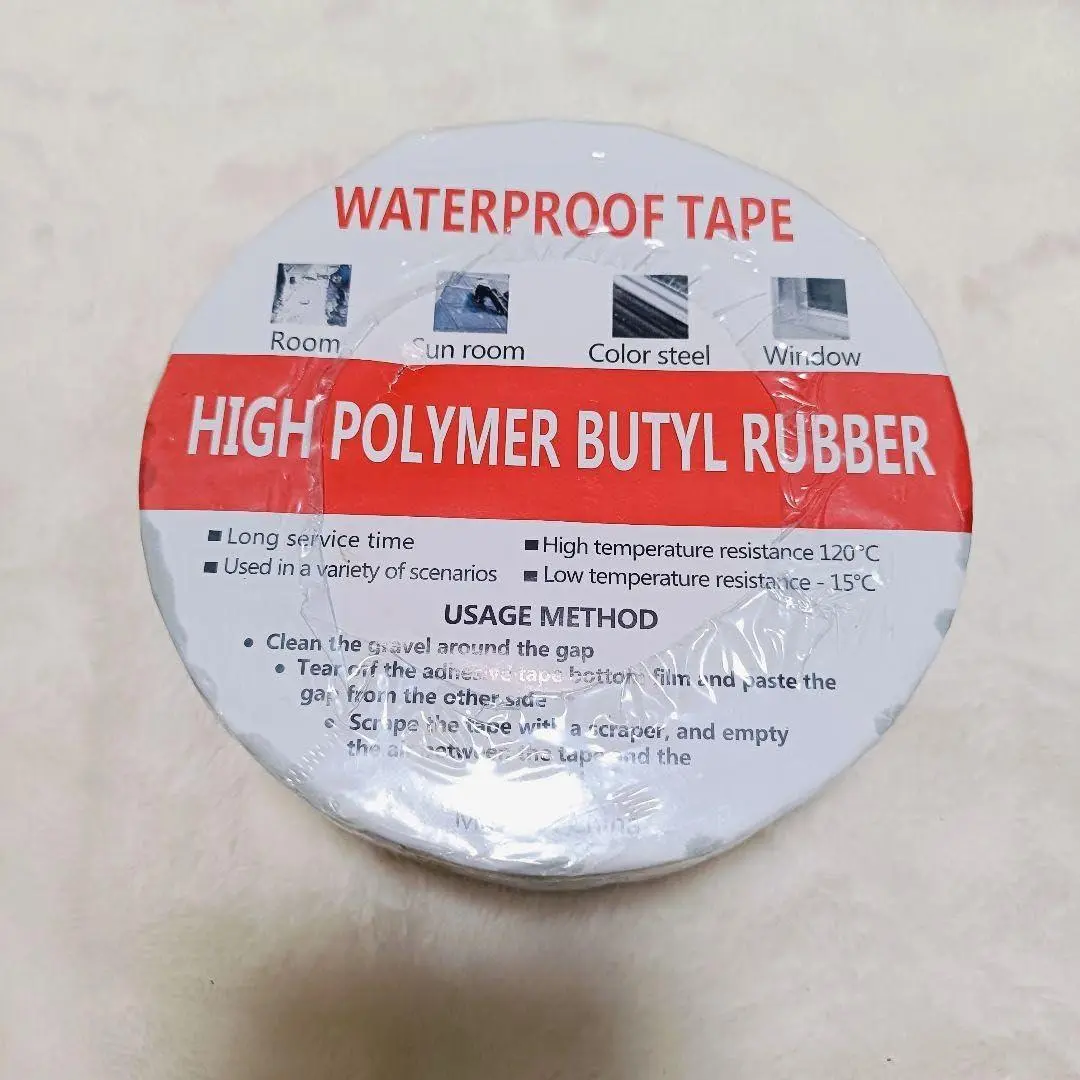 WATERPROOF TAPE
Room Sun room Color steel Window
HIGH POLYMER BUTYL RUBBER
Long service time
Used in a variety of scenarios
High temperature resistance 120°C
Low temperature resistance - 15°C
USAGE METHOD
• Clean the gravel around the gap
• Tear off the adhesive tape bottom film and paste the
gap from the other side
• Scrape the tape with a scraper, and empty
the air between the tape and the
China